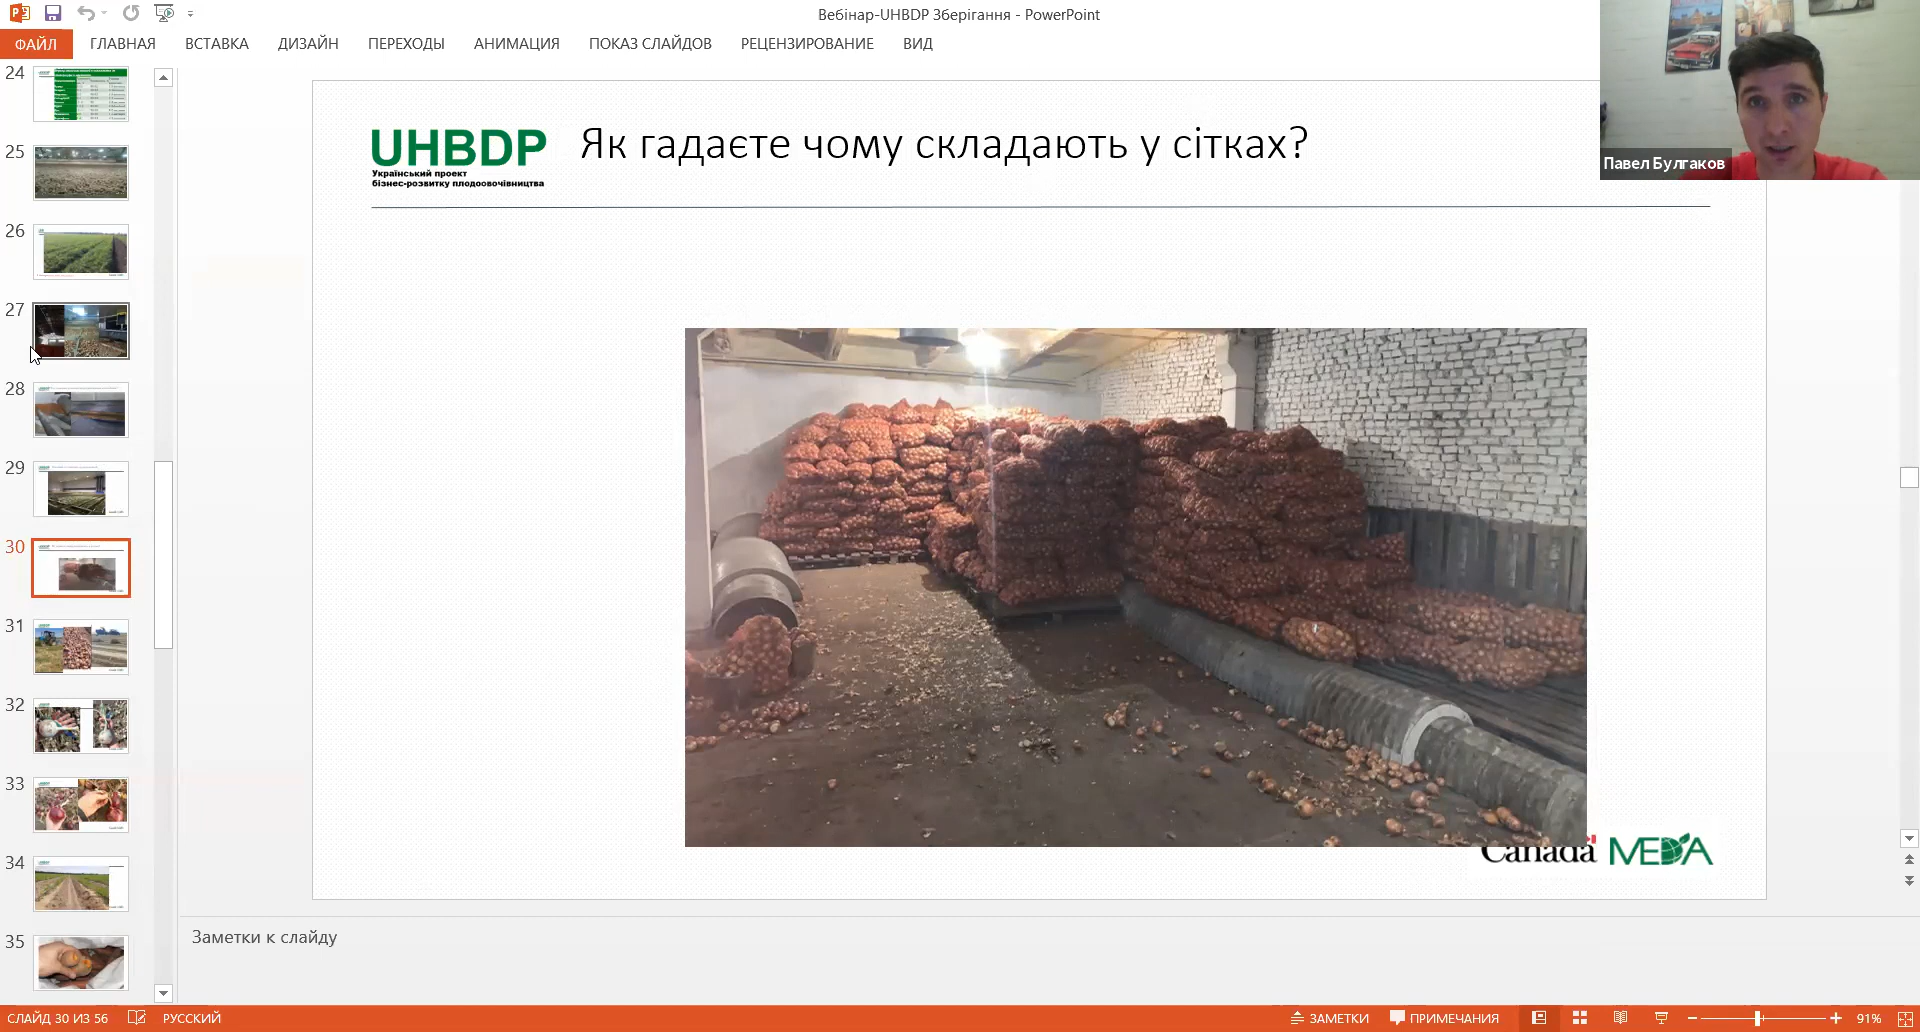 Вебінар-UHBDP Зберігання - PowerPoint
ФАЙЛ ГЛАВНАЯ ВСТАВКА ДИЗАЙН ПЕРЕХОДЫ АНИМАЦИЯ ПОКАЗ СЛАЙДОВ РЕЦЕНЗИРОВАНИЕ ВИД
Павел Булгаков
24
25
26
27
28
29
30
31
32
33
34
35
UHBDP
Український проект
бізнес-розвитку плодоовочівництва
Як гадаєте чому складають у сітках?
Canada MEDA
Заметки к слайду
СЛАЙД 30 ИЗ 56 РУССКИЙ ЗАМЕТКИ ПРИМЕЧАНИЯ 91%